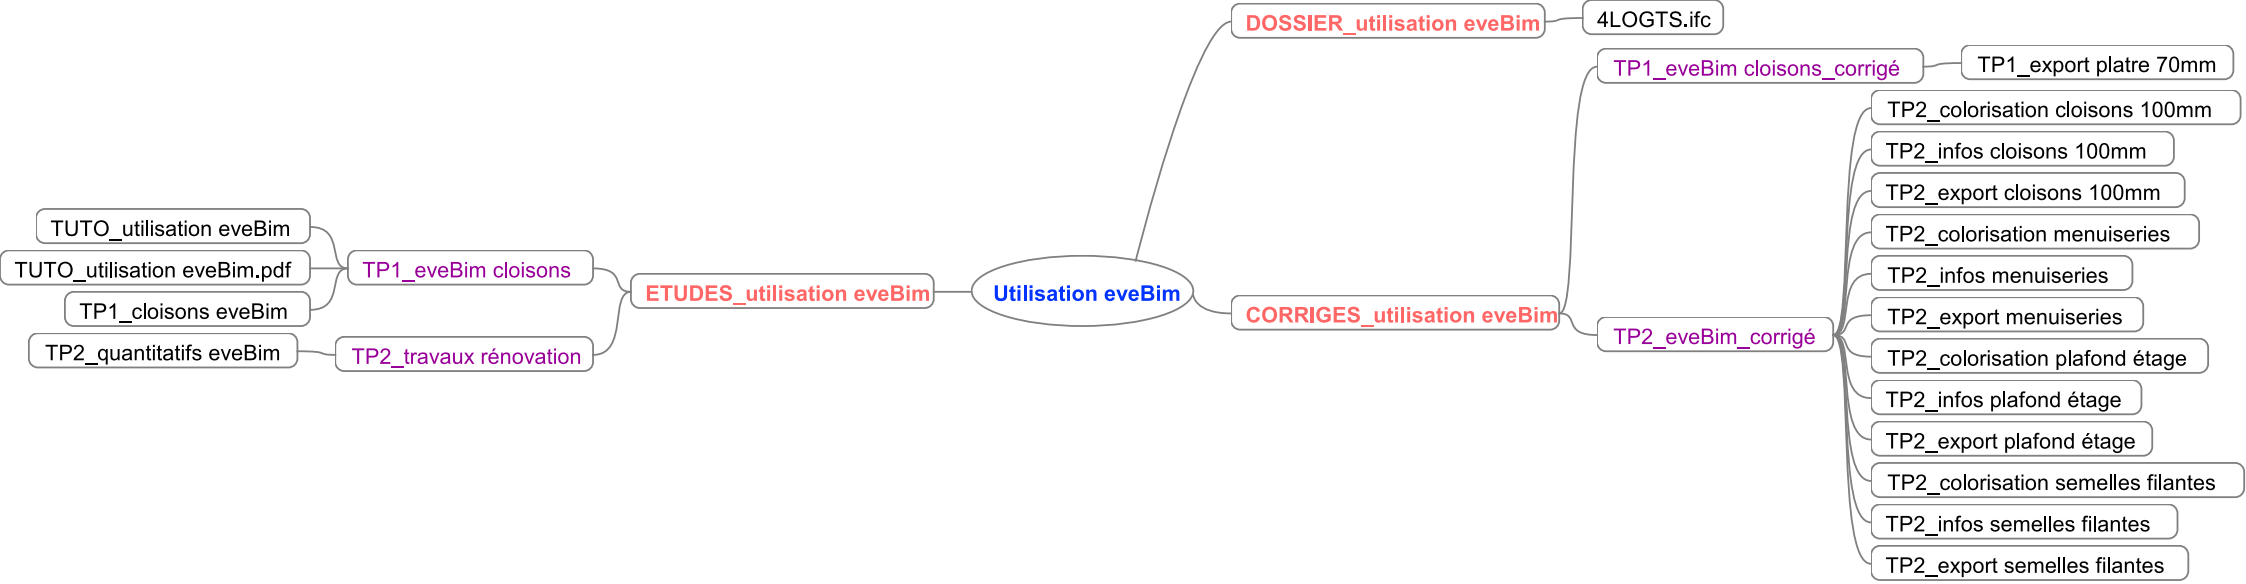 DOSSIER_utilisation eveBim
4LOGTS.ifc
TP1_eveBim cloisons_corrigé
TP1_export platre 70mm
TP2_colorisation cloisons 100mm
TP2_infos cloisons 100mm
TP2_export cloisons 100mm
TP2_colorisation menuiseries
TP2_infos menuiseries
TP2_export menuiseries
TP2_colorisation plafond étage
TP2_infos plafond étage
TP2_export plafond étage
TP2_colorisation semelles filantes
TP2_infos semelles filantes
TP2_export semelles filantes
TP2_eveBim_corrigé
CORRIGES_utilisation eveBim
Utilisation eveBim
ETUDES_utilisation eveBim
TP1_eveBim cloisons
TUTO_utilisation eveBim
TUTO_utilisation eveBim.pdf
TP1_cloisons eveBim
TP2_travaux rénovation
TP2_quantitatifs eveBim